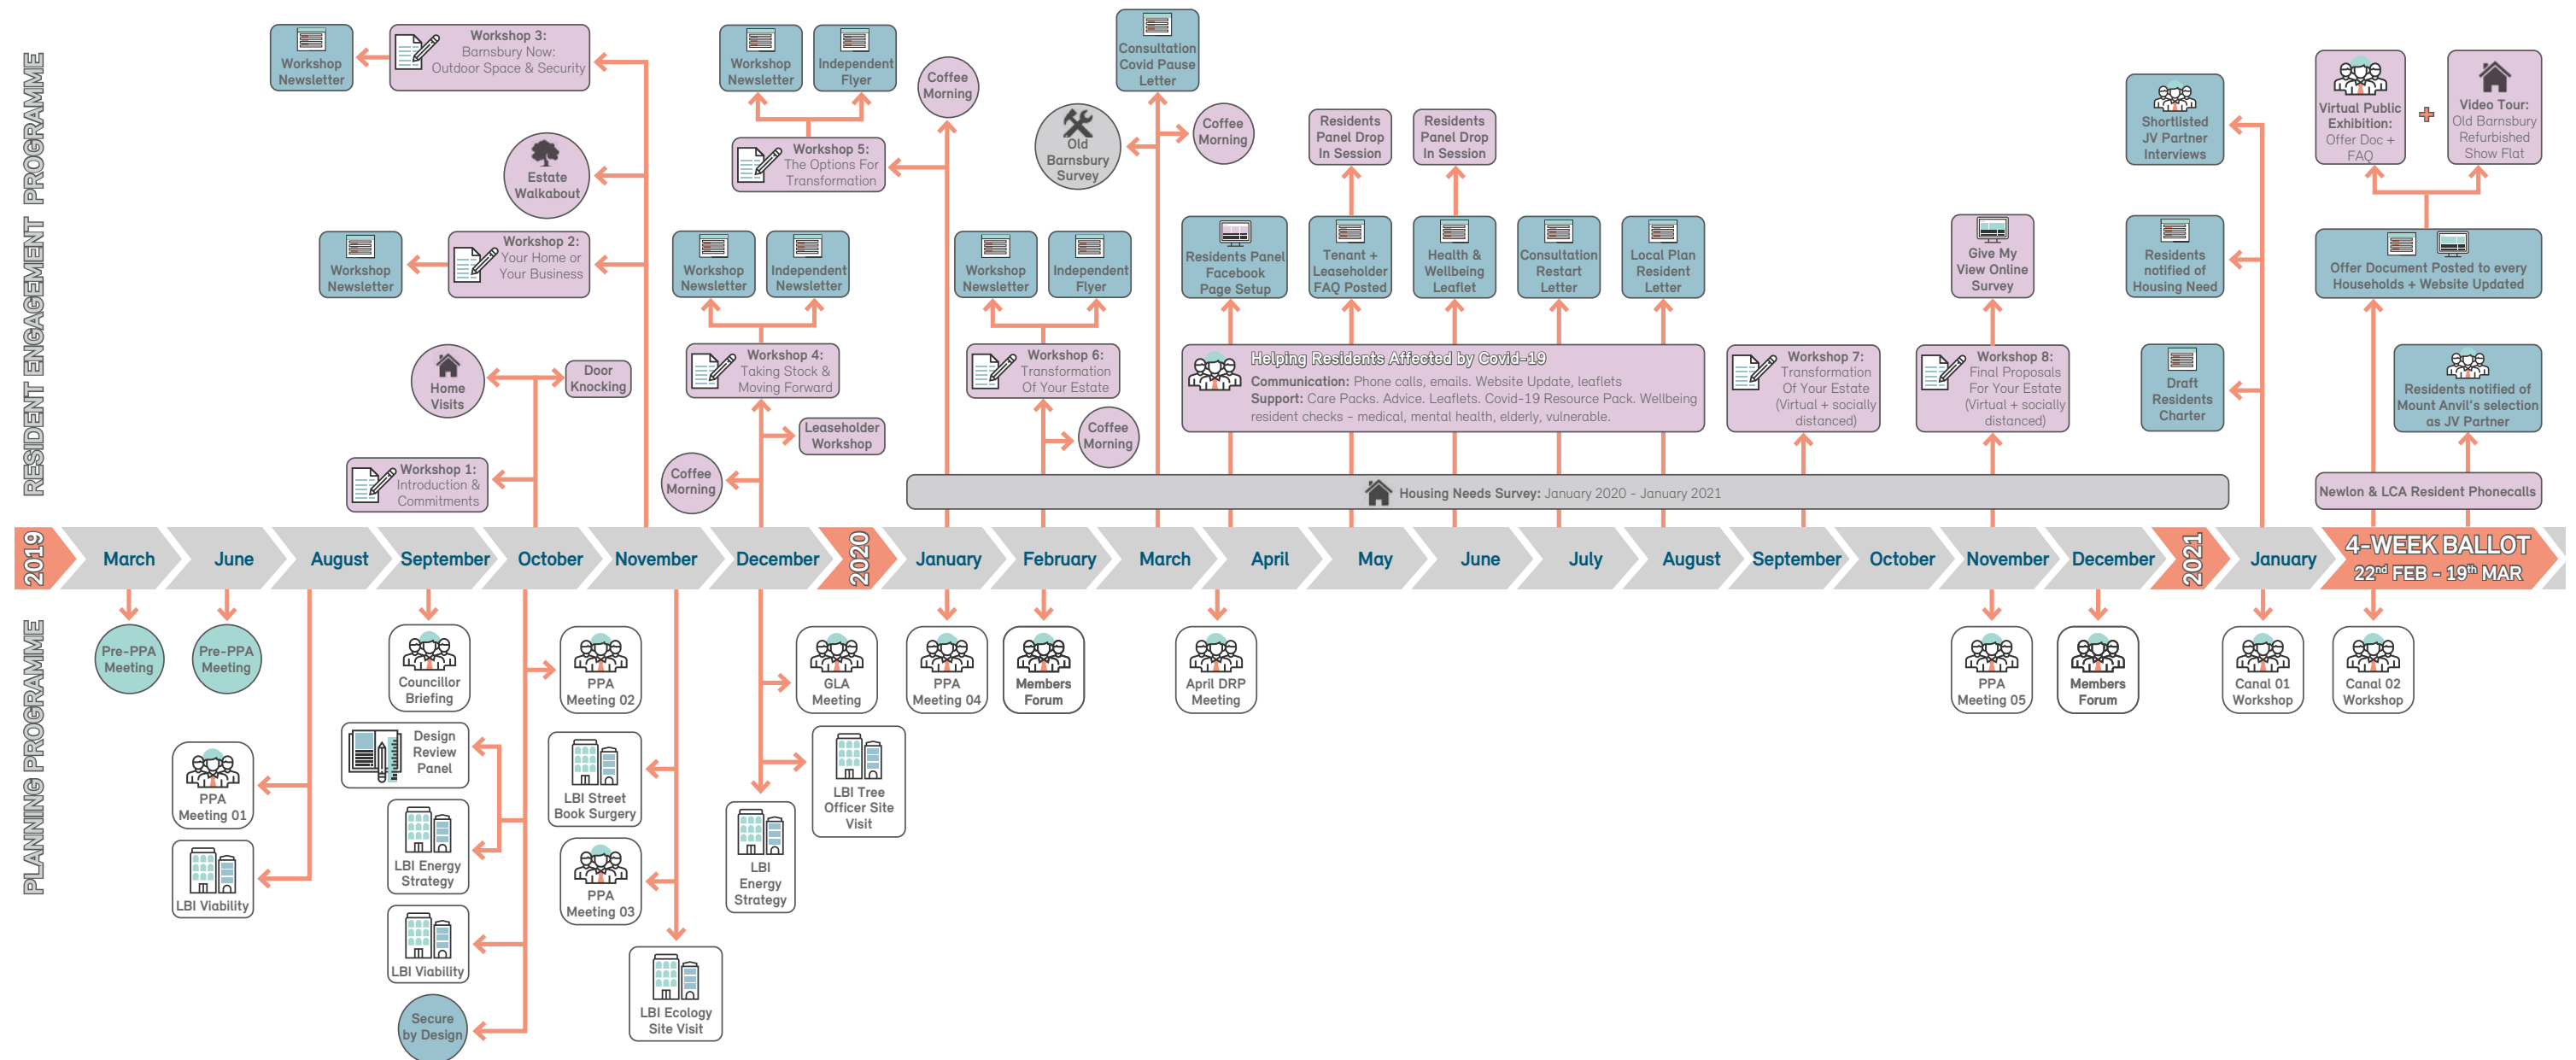 RESIDENT ENGAGEMENT PROGRAMME
Workshop
Newsletter
Workshop 3:
Barnsbury Now:
Outdoor Space & Security
Estate
Walkabout
Workshop
Newsletter
Workshop 2:
Your Home or
Your Business
Home
Visits
Door
Knocking
Workshop 1:
Introduction &
Commitments
Workshop
Newsletter
Independent
Flyer
Workshop 5:
The Options For
Transformation
Coffee
Morning
Workshop
Newsletter
Independent
Newsletter
Workshop 4:
Taking Stock &
Moving Forward
Leaseholder
Workshop
Coffee
Morning
Workshop
Newsletter
Independent
Flyer
Workshop 6:
Transformation
Of Your Estate
Coffee
Morning
Consultation
Covid Pause
Letter
Old
Barnsbury
Survey
Coffee
Morning
Residents Panel
Facebook
Page Setup
Residents
Panel Drop
In Session
Tenant +
Leaseholder
FAQ Posted
Residents
Panel Drop
In Session
Health &
Wellbeing
Leaflet
Consultation
Restart
Letter
Local Plan
Resident
Letter
Helping Residents Affected by Covid-19
Communication: Phone calls, emails. Website Update, leaflets
Support: Care Packs. Advice. Leaflets. Covid-19 Resource Pack. Wellbeing
resident checks - medical, mental health, elderly, vulnerable.
Workshop 7:
Transformation
Of Your Estate
(Virtual + socially
distanced)
Give My
View Online
Survey
Workshop 8:
Final Proposals
For Your Estate
(Virtual + socially
distanced)
Housing Needs Survey: January 2020 - January 2021
Shortlisted
JV Partner
Interviews
Residents
notified of
Housing Need
Draft
Residents
Charter
Virtual Public
Exhibition:
Offer Doc +
FAQ
+
Video Tour:
Old Barnsbury
Refurbished
Show Flat
Offer Document Posted to every
Households + Website Updated
Residents notified of
Mount Anvil's selection
as JV Partner
Newlon & LCA Resident Phonecalls
2019
March
June
August
September
October
November
December
2020
January
February
March
April
May
June
July
August
September
October
November
December
2021
January
4-WEEK BALLOT
22nd FEB - 19th MAR
PLANNING PROGRAMME
Pre-PPA
Meeting
Pre-PPA
Meeting
PPA
Meeting 01
LBI Viability
Councillor
Briefing
Design
Review
Panel
LBI Energy
Strategy
LBI Viability
Secure
by Design
PPA
Meeting 02
LBI Street
Book Surgery
PPA
Meeting 03
LBI Ecology
Site Visit
GLA
Meeting
LBI Tree
Officer Site
Visit
LBI
Energy
Strategy
PPA
Meeting 04
Members
Forum
April DRP
Meeting
PPA
Meeting 05
Members
Forum
Canal 01
Workshop
Canal 02
Workshop